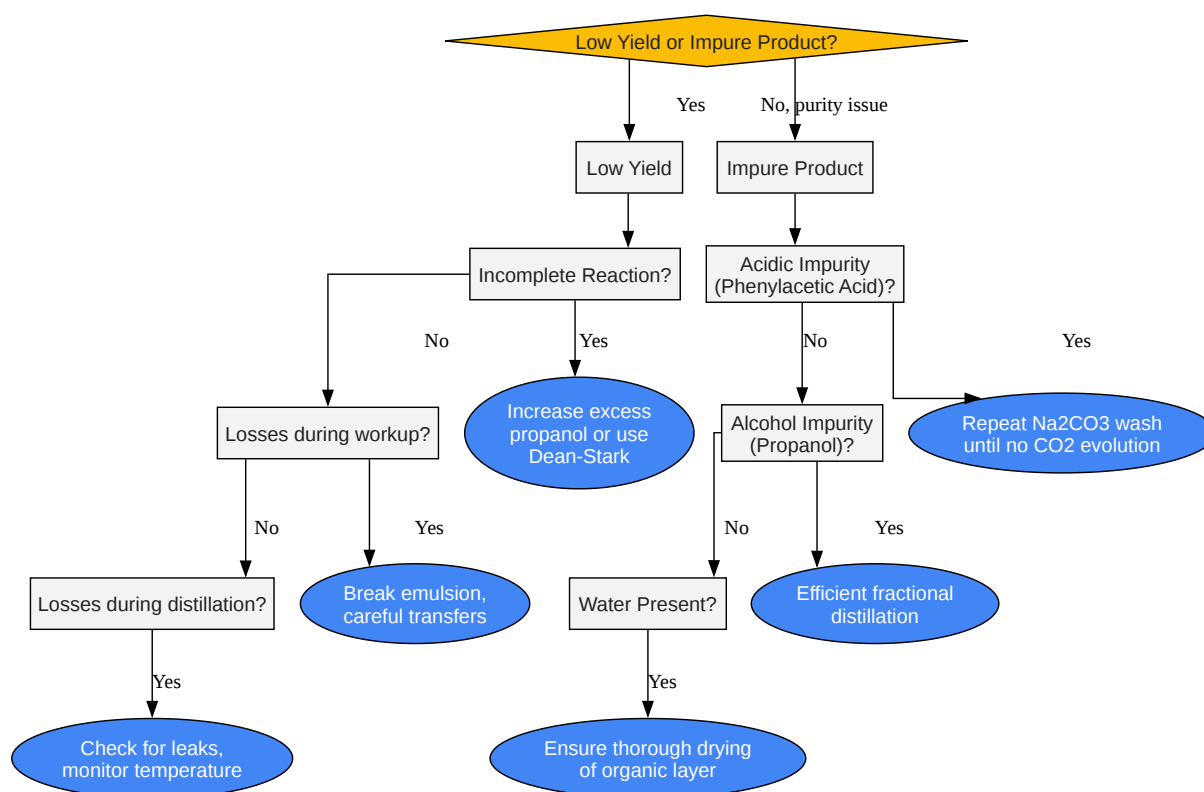 Low Yield or Impure Product?
Yes
No, purity issue
Low Yield
Impure Product
Incomplete Reaction?
Acidic Impurity
(Phenylacetic Acid)?
No
Yes
No
Yes
Losses during workup?
Increase excess
propanol or use
Dean-Stark
Alcohol Impurity
(Propanol)?
Repeat Na2CO3 wash
until no CO2 evolution
No
Yes
No
Yes
Losses during distillation?
Break emulsion,
careful transfers
Water Present?
Efficient fractional
distillation
Yes
Yes
Check for leaks,
monitor temperature
Ensure thorough drying
of organic layer